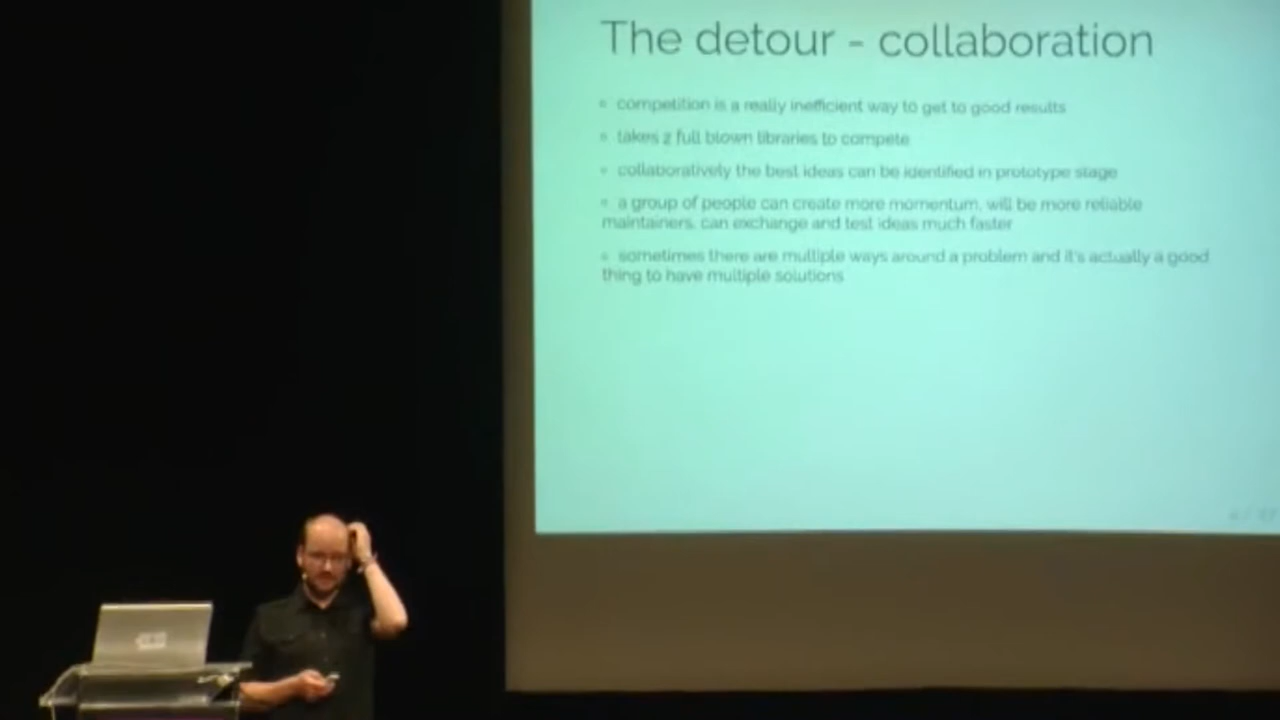 The detour - collaboration
▫ competition is a really inefficient way to get to good results
▫ takes 2 full blown libraries to compete
▫ collaboratively the best ideas can be identified in prototype stage
▫ a group of people can create more momentum, will be more reliable
maintainers, can exchange and test ideas much faster
▫ sometimes there are multiple ways around a problem and it's actually a good
thing to have multiple solutions